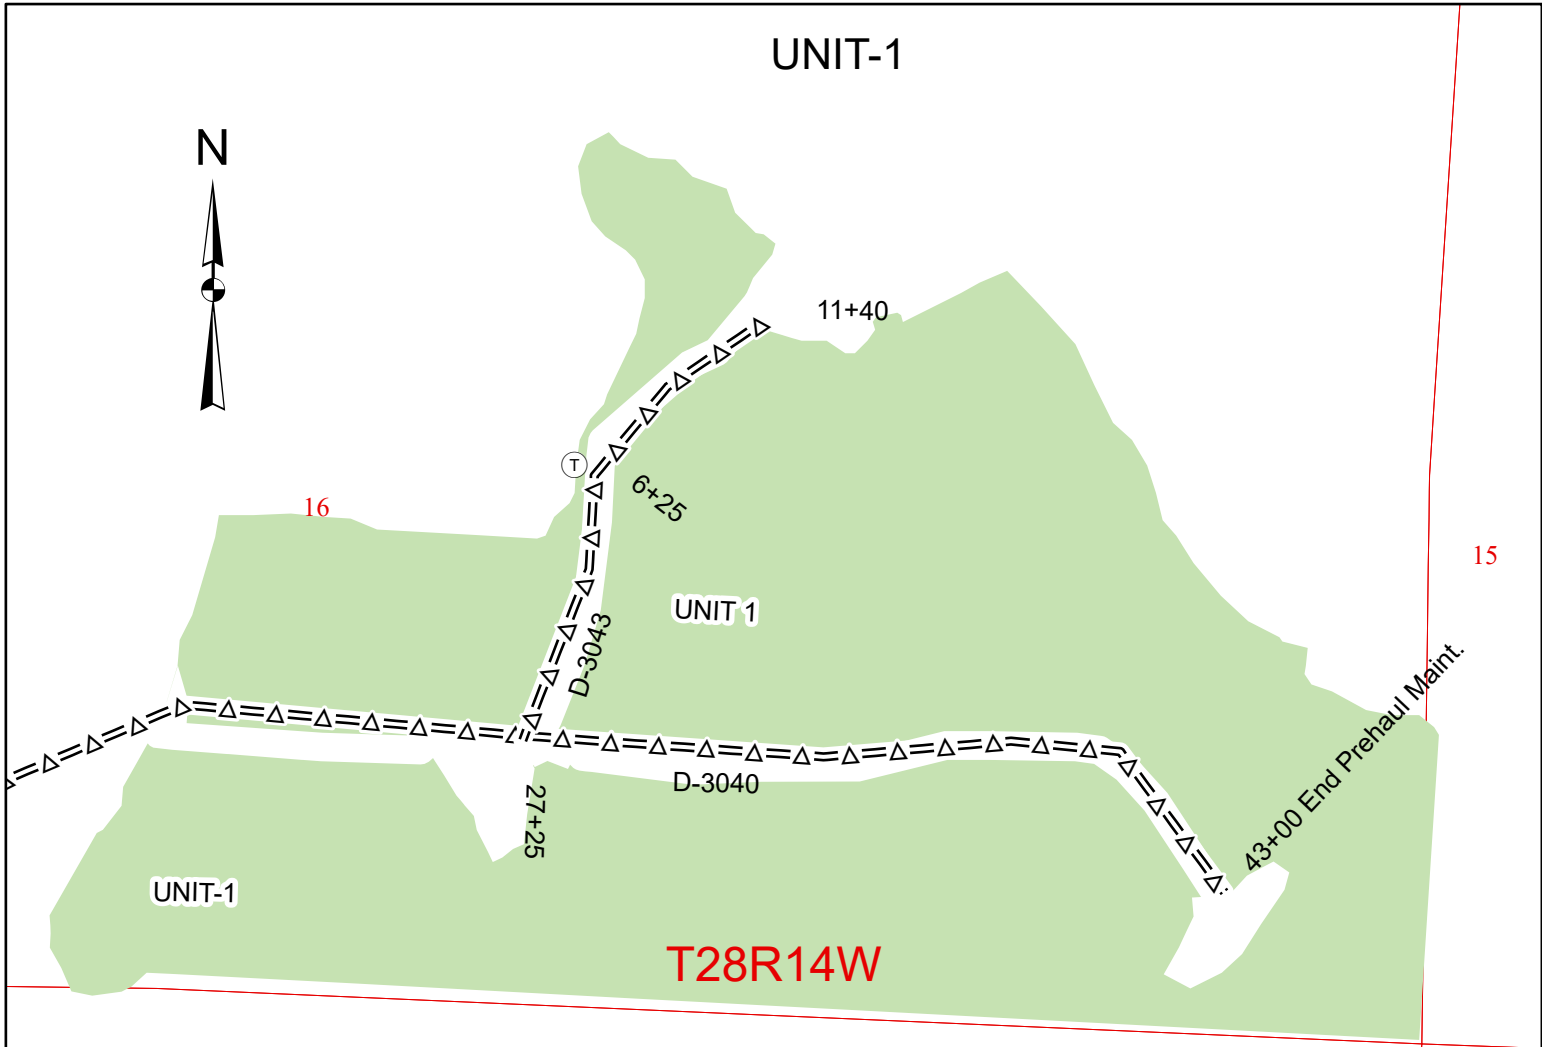 UNIT-1
N
11+40
T
6+25
16
15
UNIT 1
D-3043
43+00 End Prehaul Maint.
D-3040
27+25
UNIT-1
T28R14W